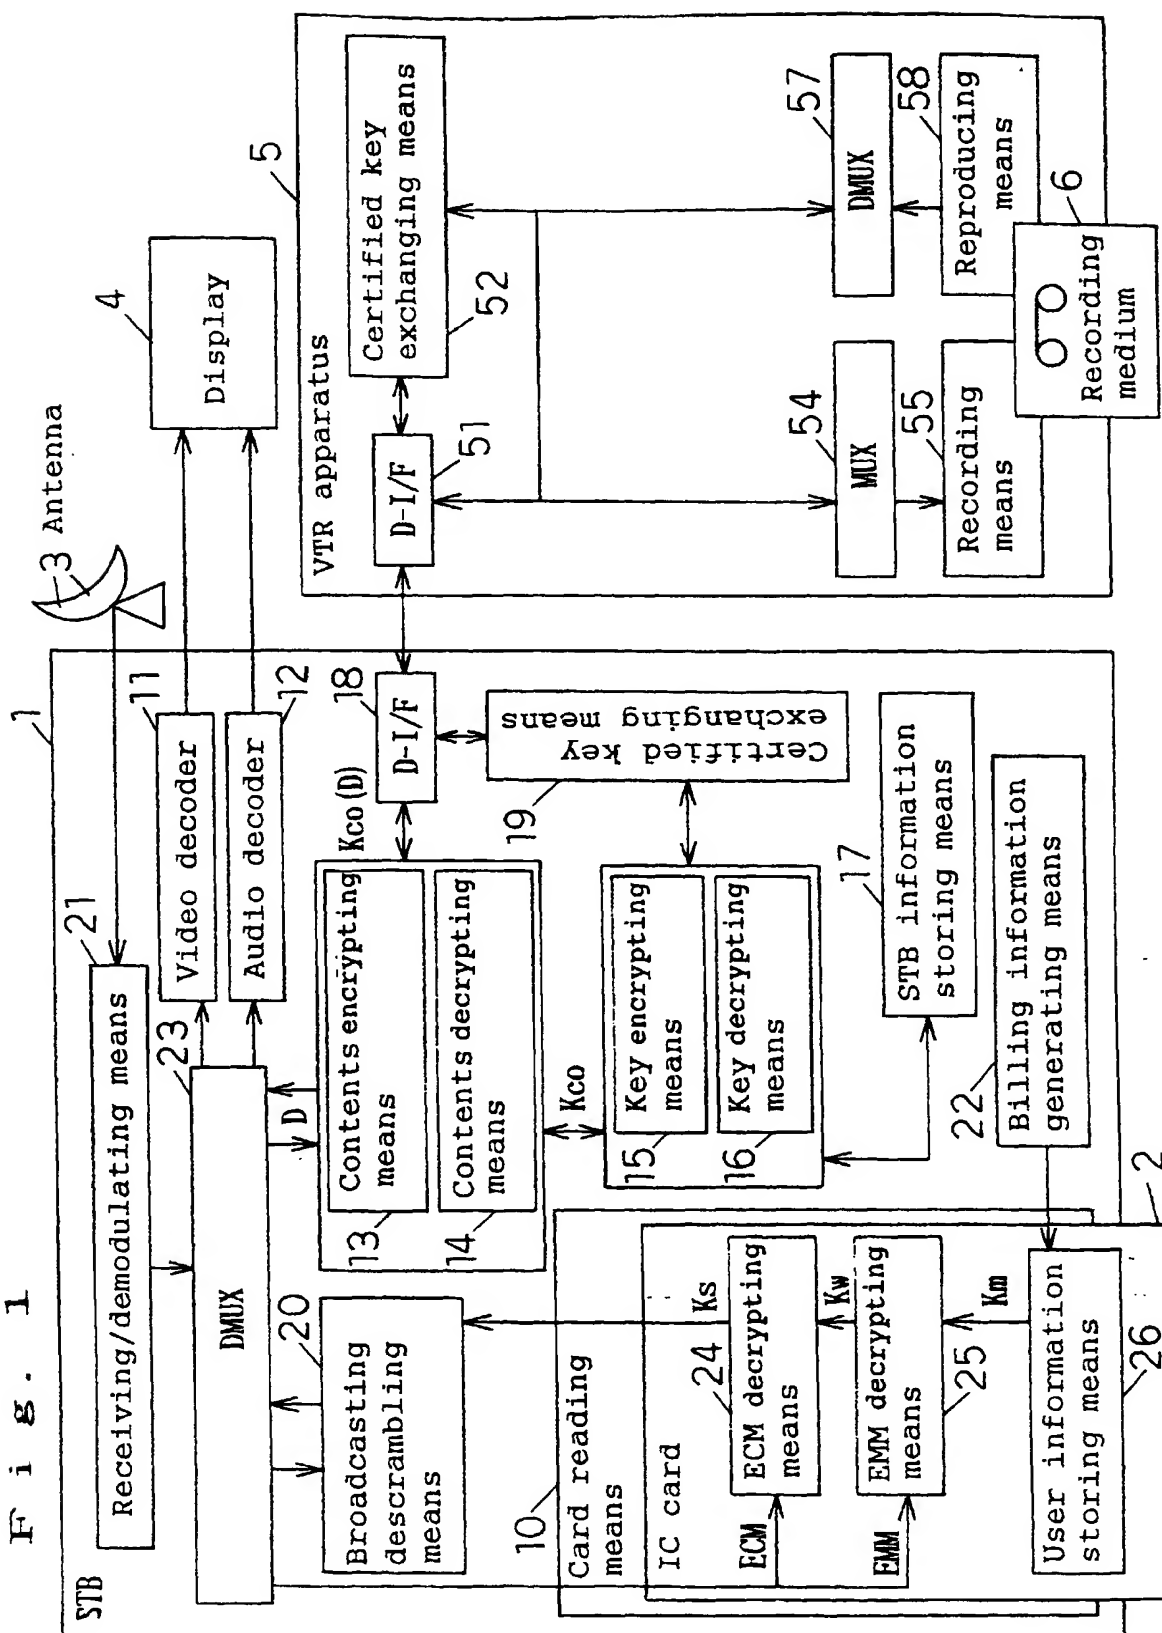 Fig. 1
STB
1
Receiving/demodulating means
21
3
Antenna
DMUX
23
Video decoder
11
Audio decoder
12
4
Display
Broadcasting
descrambling
means
20
D
Contents encrypting
means
13
Contents decrypting
means
14
Kco(D)
D-I/F
18
Kco
Certified key
exchanging means
19
Key encrypting
means
15
Key decrypting
means
16
STB information
storing means
17
Billing information
generating means
22
Card reading
means
10
IC card
2
ECM
EMM
Ks
ECM decrypting
means
24
Kw
EMM decrypting
means
25
Km
User information
storing means
26
5
VTR apparatus
D-I/F
51
Certified key
exchanging means
52
MUX
54
Recording
means
55
DMUX
57
Reproducing
means
58
Recording
medium
6